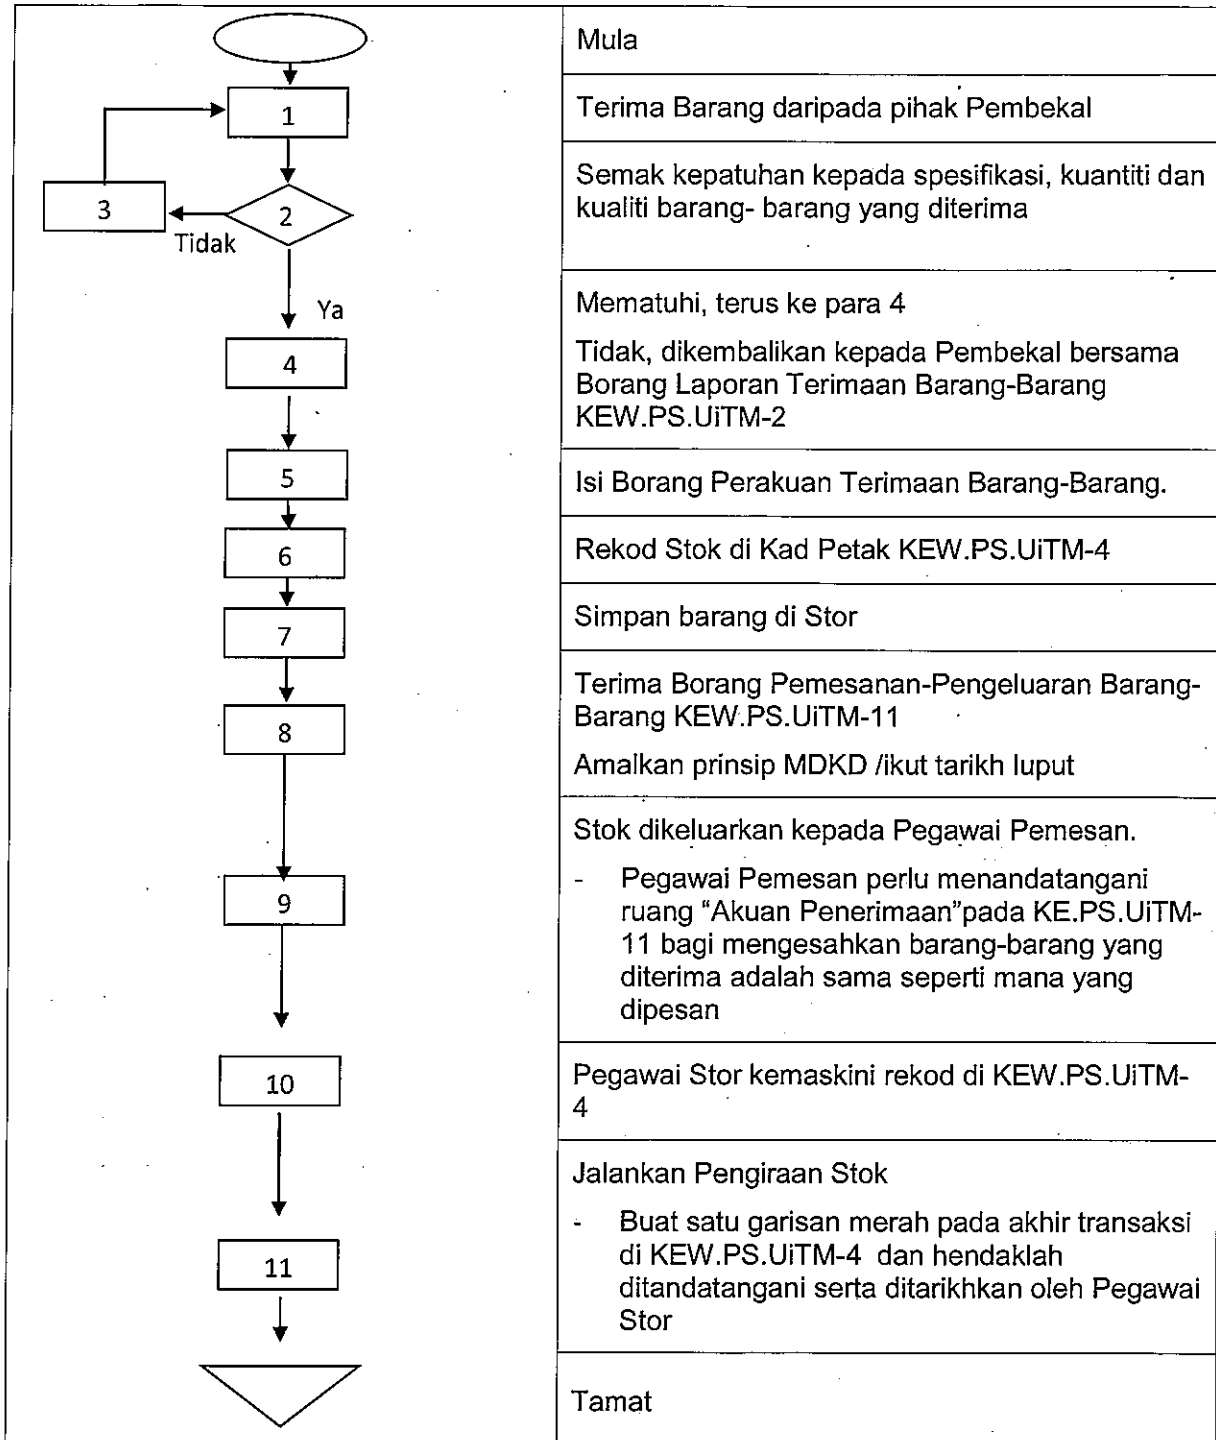 Mula
1
Terima Barang daripada pihak Pembekal
3
2
Tidak
Semak kepatuhan kepada spesifikasi, kuantiti dan
kualiti barang- barang yang diterima
Ya
4
Mematuhi, terus ke para 4
Tidak, dikembalikan kepada Pembekal bersama
Borang Laporan Terimaan Barang-Barang
KEW.PS.UiTM-2
5
Isi Borang Perakuan Terimaan Barang-Barang.
6
Rekod Stok di Kad Petak KEW.PS.UiTM-4
7
Simpan barang di Stor
8
Terima Borang Pemesanan-Pengeluaran Barang-
Barang KEW.PS.UiTM-11
Amalkan prinsip MDKD /ikut tarikh luput
9
Stok dikeluarkan kepada Pegawai Pemesan.
- Pegawai Pemesan perlu menandatangani
ruang “Akuan Penerimaan”pada KE.PS.UiTM-
11 bagi mengesahkan barang-barang yang
diterima adalah sama seperti mana yang
dipesan
10
Pegawai Stor kemaskini rekod di KEW.PS.UiTM-
4
11
Jalankan Pengiraan Stok
- Buat satu garisan merah pada akhir transaksi
di KEW.PS.UiTM-4 dan hendaklah
ditandatangani serta ditarikhkan oleh Pegawai
Stor
Tamat